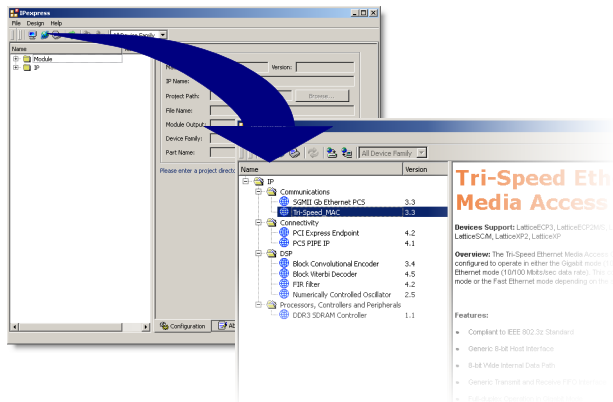 IPexpress
File Design Help
All Device Family
Name
Module
IP
Version:
IP Name:
Project Path:
Browse...
File Name:
Module Output:
Device Family:
Part Name:
Please enter a project
Configuration
All Device Family
Name Version
IP
Communications
SGMII Gb Ethernet PCS 3.3
Tri-Speed_MAC 3.3
Connectivity
PCI Express Endpoint 4.2
PCS PIPE IP 4.1
DSP
Block Convolutional Encoder 3.4
Block Viterbi Decoder 4.5
FIR filter 4.2
Numerically Controlled Oscillator 2.5
Processors, Controllers and Peripherals
DDR3 SDRAM Controller 1.1
Tri-Speed Eth
Media Access
Devices Support: LatticeECP3, LatticeECP2M/E,
LatticeSC/M, LatticeXP2, LatticeXP
Overview: The Tri-Speed Ethernet Media Access
configured to operate in either the Gigabit mode
Ethernet mode (10/100 Mbits/sec data rate).
mode or the Fast Ethernet mode depending on the
Features:
Compliant to IEEE 802.3z Standard
Generic 8-bit Host Interface
8-bit Wide Internal Data Path
Generic Transmit and Receive FIFO